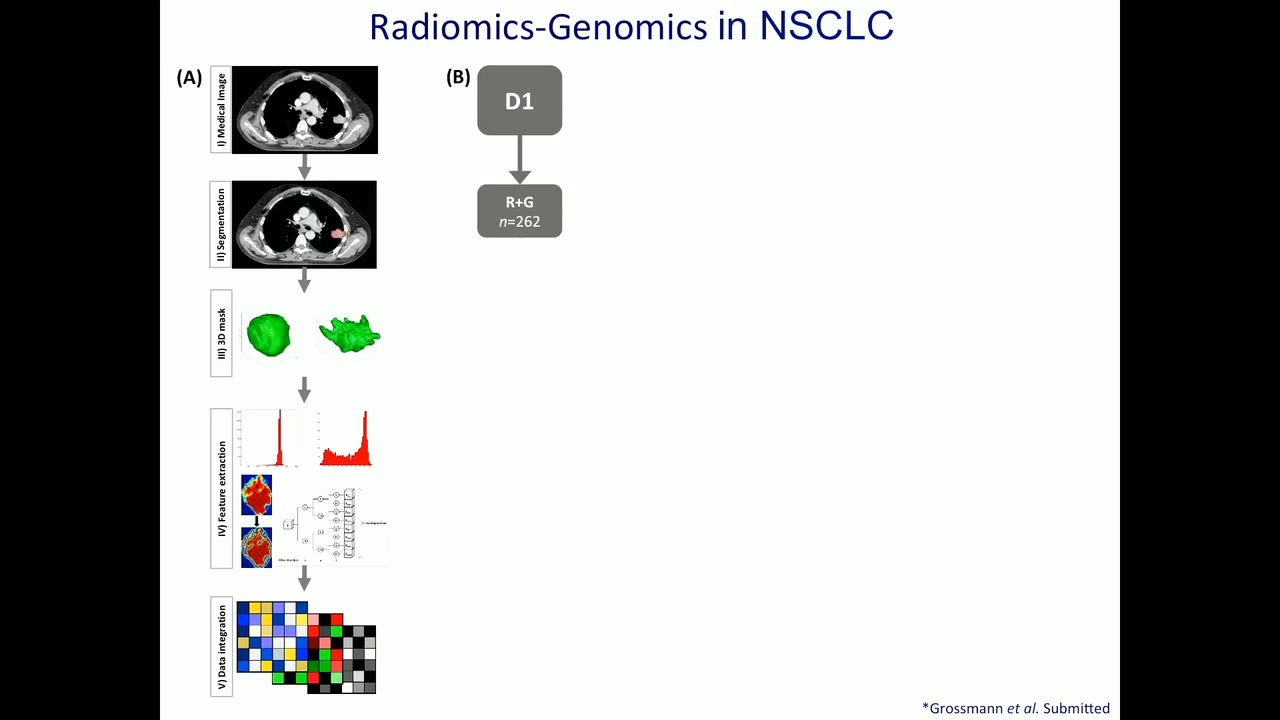 Radiomics-Genomics in NSCLC
(A)
I) Medical Image
II) Segmentation
III) 3D mask
IV) Feature extraction
V) Data integration
(B)
D1
R+G
n=262
*Grossmann et al. Submitted